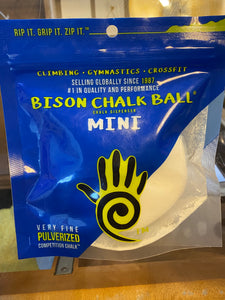 RIP IT. GRIP IT. ZIP IT.™
CLIMBING • GYMNASTICS • CROSSFIT
SELLING GLOBALLY SINCE 1987
#1 IN QUALITY AND PERFORMANCE
BISON CHALK BALL®
CHALK DISPENSER
MINI
VERY FINE
PULVERIZED
COMPETITION CHALK™